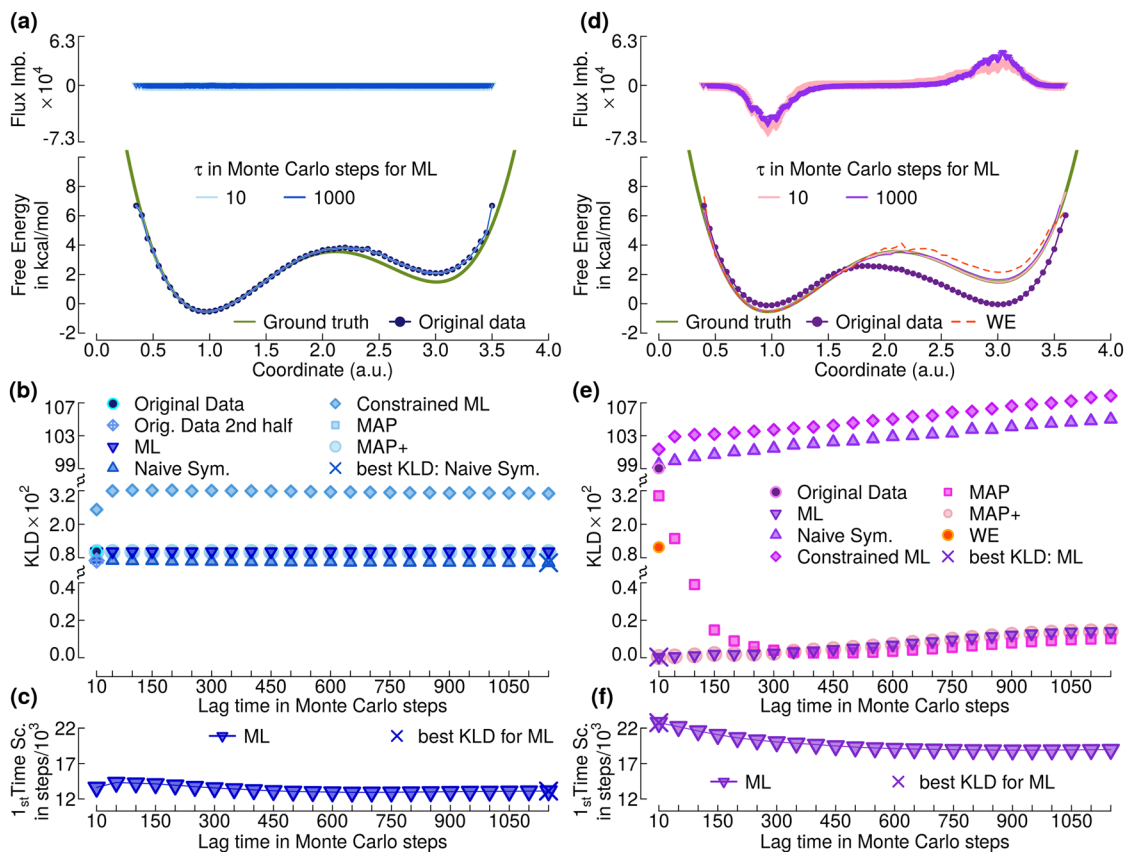 (a)
6.3
0
-7.3
Flux Imb.
× 10⁴
τ in Monte Carlo steps for ML
10
1000
8
6
4
2
0
-2
Free Energy
in kcal/mol
Ground truth
Original data
0.0 0.5 1.0 1.5 2.0 2.5 3.0 3.5 4.0
Coordinate (a.u.)
(b)
Original Data
Orig. Data 2nd half
ML
Naive Sym.
Constrained ML
MAP
MAP+
best KLD: Naive Sym.
107
103
99
3.2
2.0
0.8
0.4
0.2
0.0
KLD × 10²
10 150 300 450 600 750 900 1050
Lag time in Monte Carlo steps
(c)
22
17
12
1st Time Sc.
in steps/10³
ML
best KLD for ML
10 150 300 450 600 750 900 1050
Lag time in Monte Carlo steps
(d)
6.3
0
-7.3
Flux Imb.
× 10⁴
τ in Monte Carlo steps for ML
10
1000
8
6
4
2
0
-2
Free Energy
in kcal/mol
Ground truth
Original data
WE
0.0 0.5 1.0 1.5 2.0 2.5 3.0 3.5 4.0
Coordinate (a.u.)
(e)
107
103
99
3.2
2.0
0.8
0.4
0.2
0.0
KLD × 10²
Original Data
ML
Naive Sym.
Constrained ML
MAP
MAP+
WE
best KLD: ML
10 150 300 450 600 750 900 1050
Lag time in Monte Carlo steps
(f)
22
17
12
1st Time Sc.
in steps/10³
ML
best KLD for ML
10 150 300 450 600 750 900 1050
Lag time in Monte Carlo steps